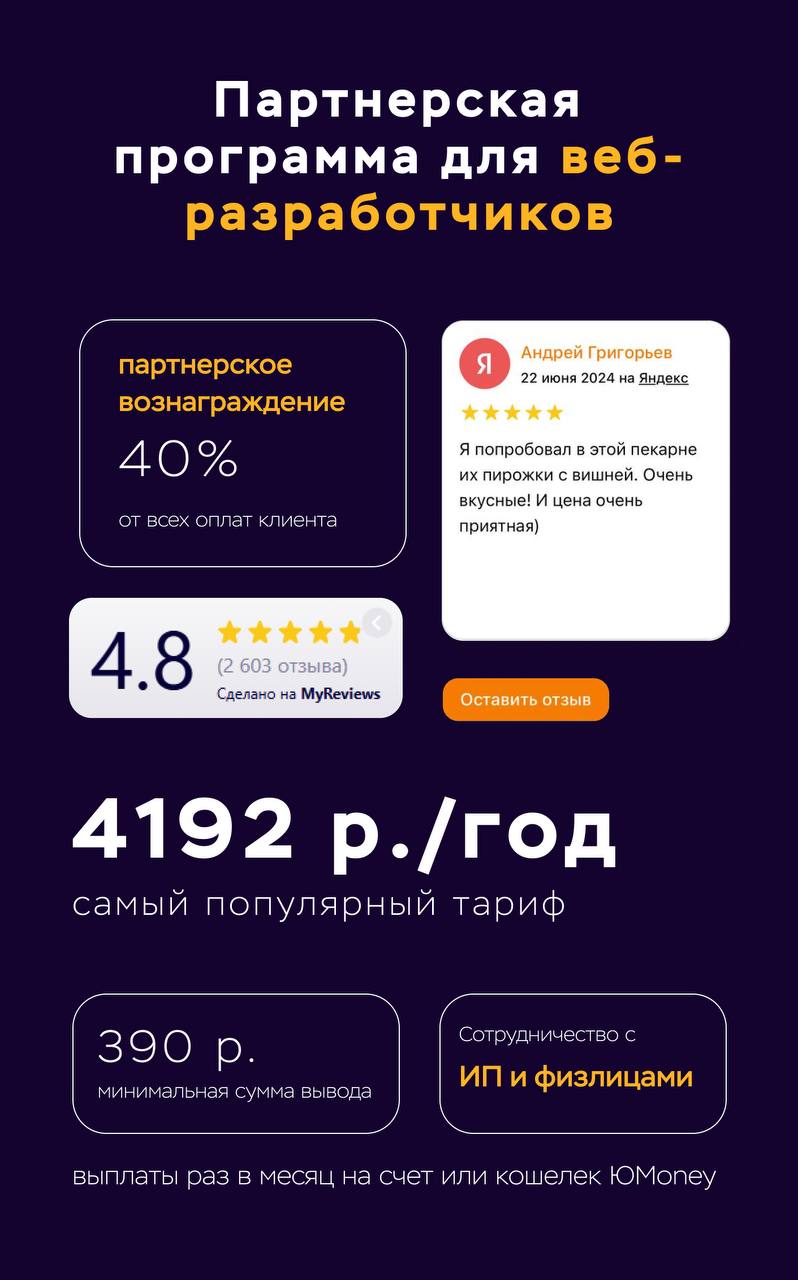 Партнерская
программа для веб-
разработчиков
партнерское
вознаграждение
40%
от всех оплат клиента
Я
Андрей Григорьев
22 июня 2024 на Яндекс
Я попробовал в этой пекарне
их пирожки с вишней. Очень
вкусные! И цена очень
приятная)
4.8
(2 603 отзыва)
Сделано на MyReviews
Оставить отзыв
4192 р./год
самый популярный тариф
390 р.
минимальная сумма вывода
Сотрудничество с
ИП и физлицами
выплаты раз в месяц на счет или кошелек ЮMoney